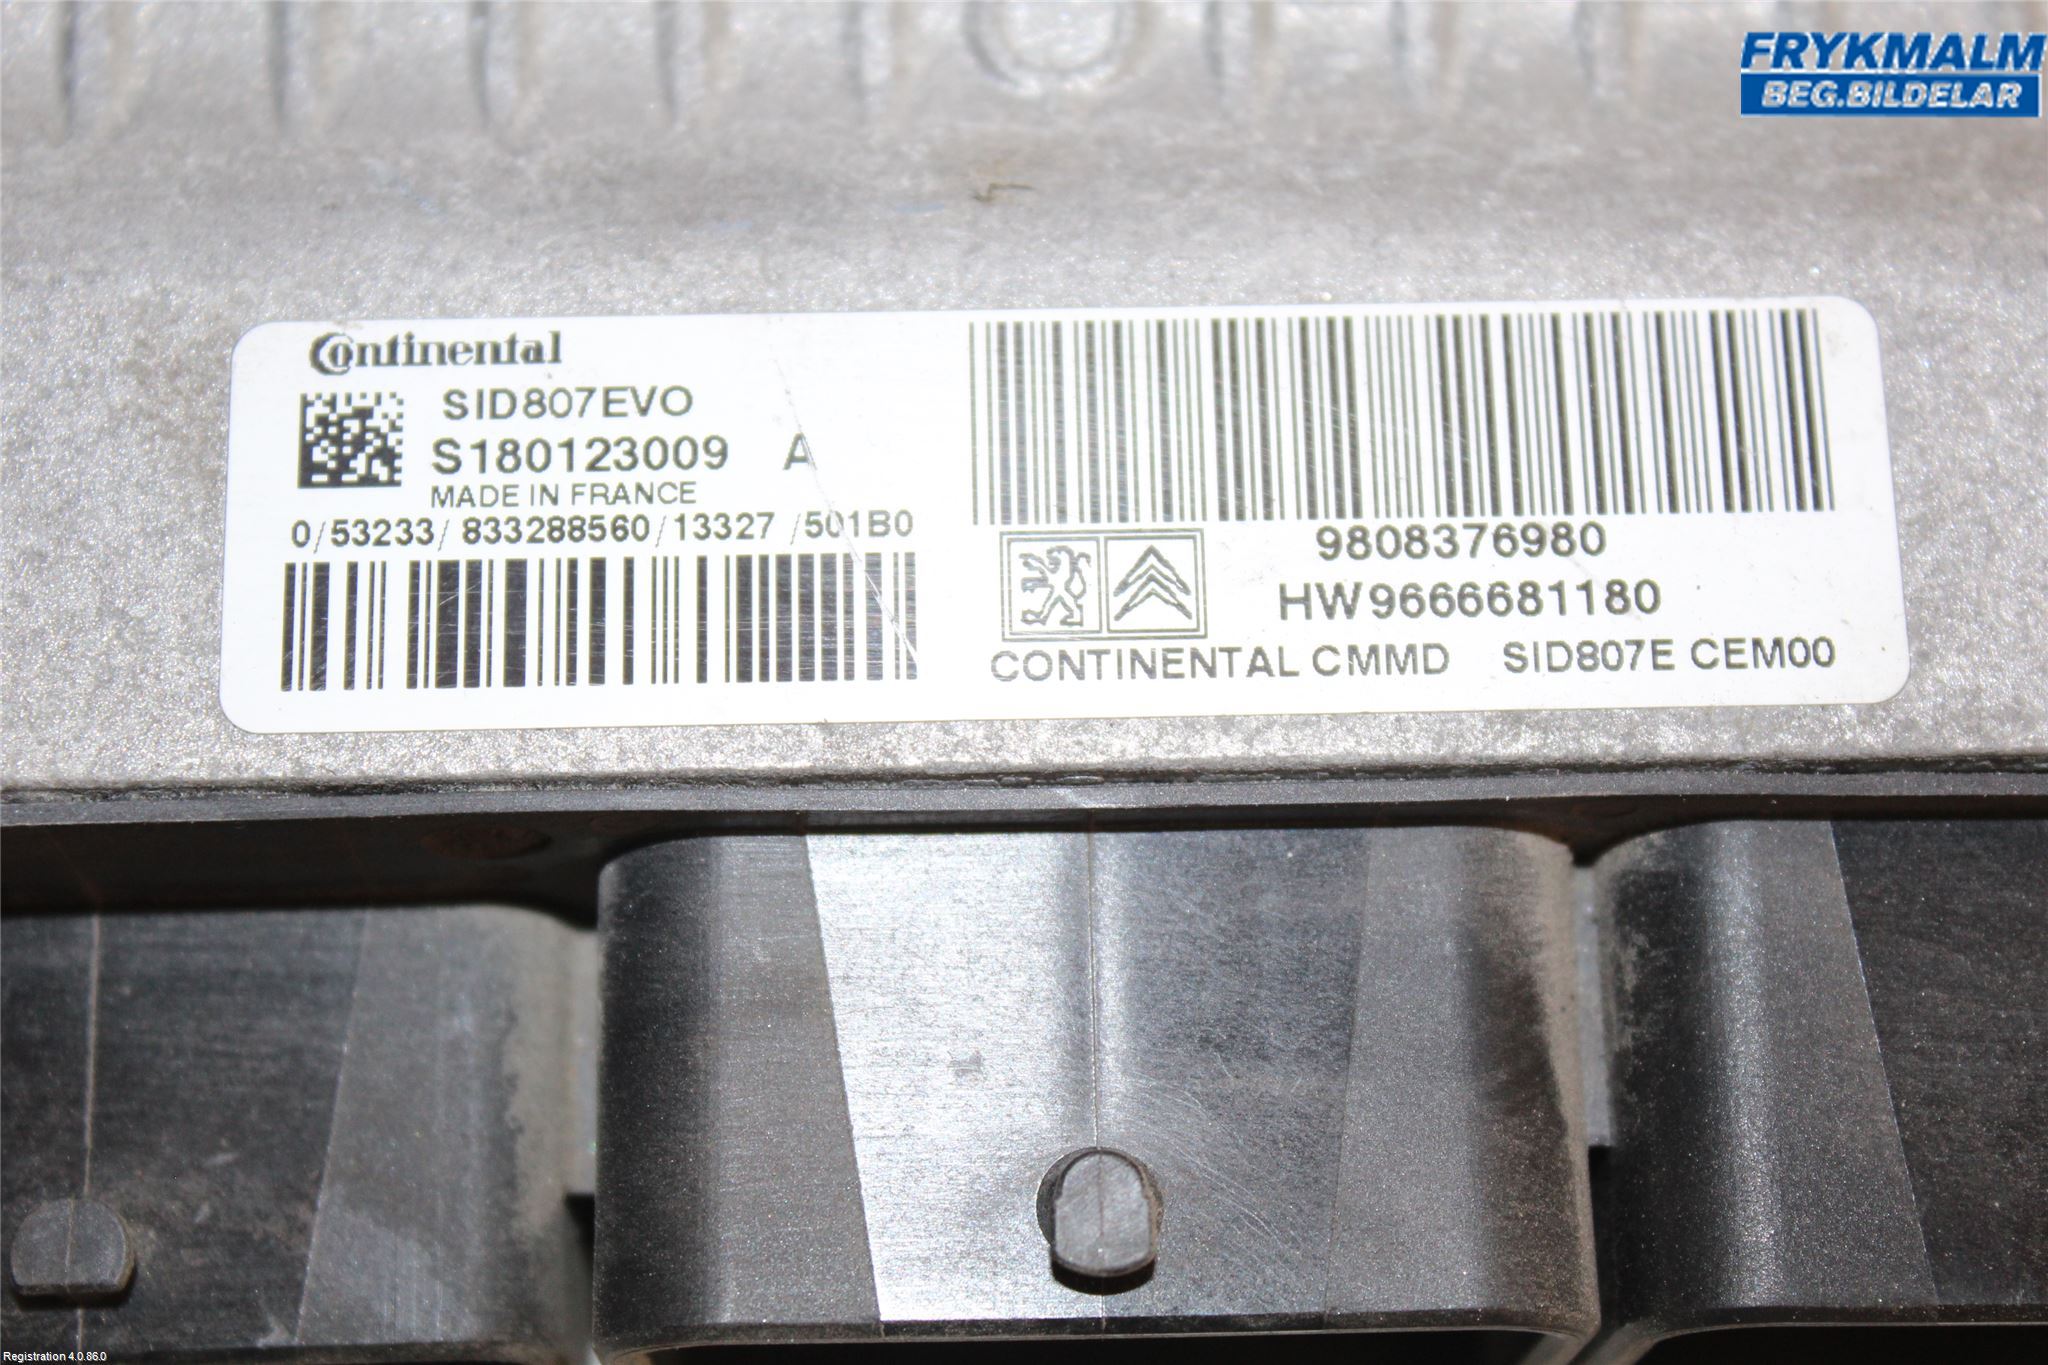 FRYKMALM
BEG.BILDELAR
Continental
SID807EVO
S180123009 A
MADE IN FRANCE
0/53233/833288560/13327/501B0
9808376980
HW9666681180
CONTINENTAL CMMD SID807E CEM00
Registration 4.0.86.0